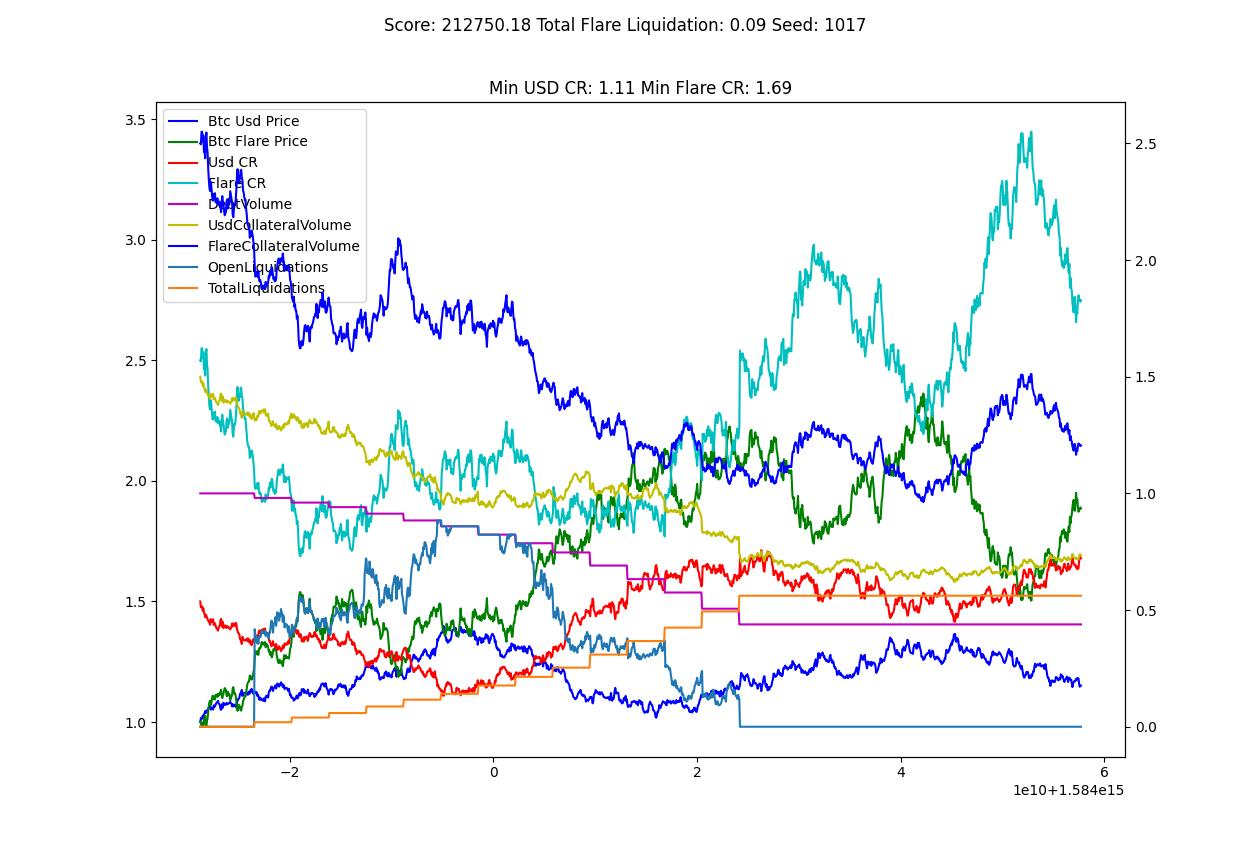 Score: 212750.18 Total Flare Liquidation: 0.09 Seed: 1017
Min USD CR: 1.11 Min Flare CR: 1.69
3.5
3.0
2.5
2.0
1.5
1.0
Btc Usd Price
Btc Flare Price
Usd CR
Flare CR
DebtVolume
UsdCollateralVolume
FlareCollateralVolume
OpenLiquidations
TotalLiquidations
2.5
2.0
1.5
1.0
0.5
0.0
−2 0 2 4 6
1e10+1.584e15